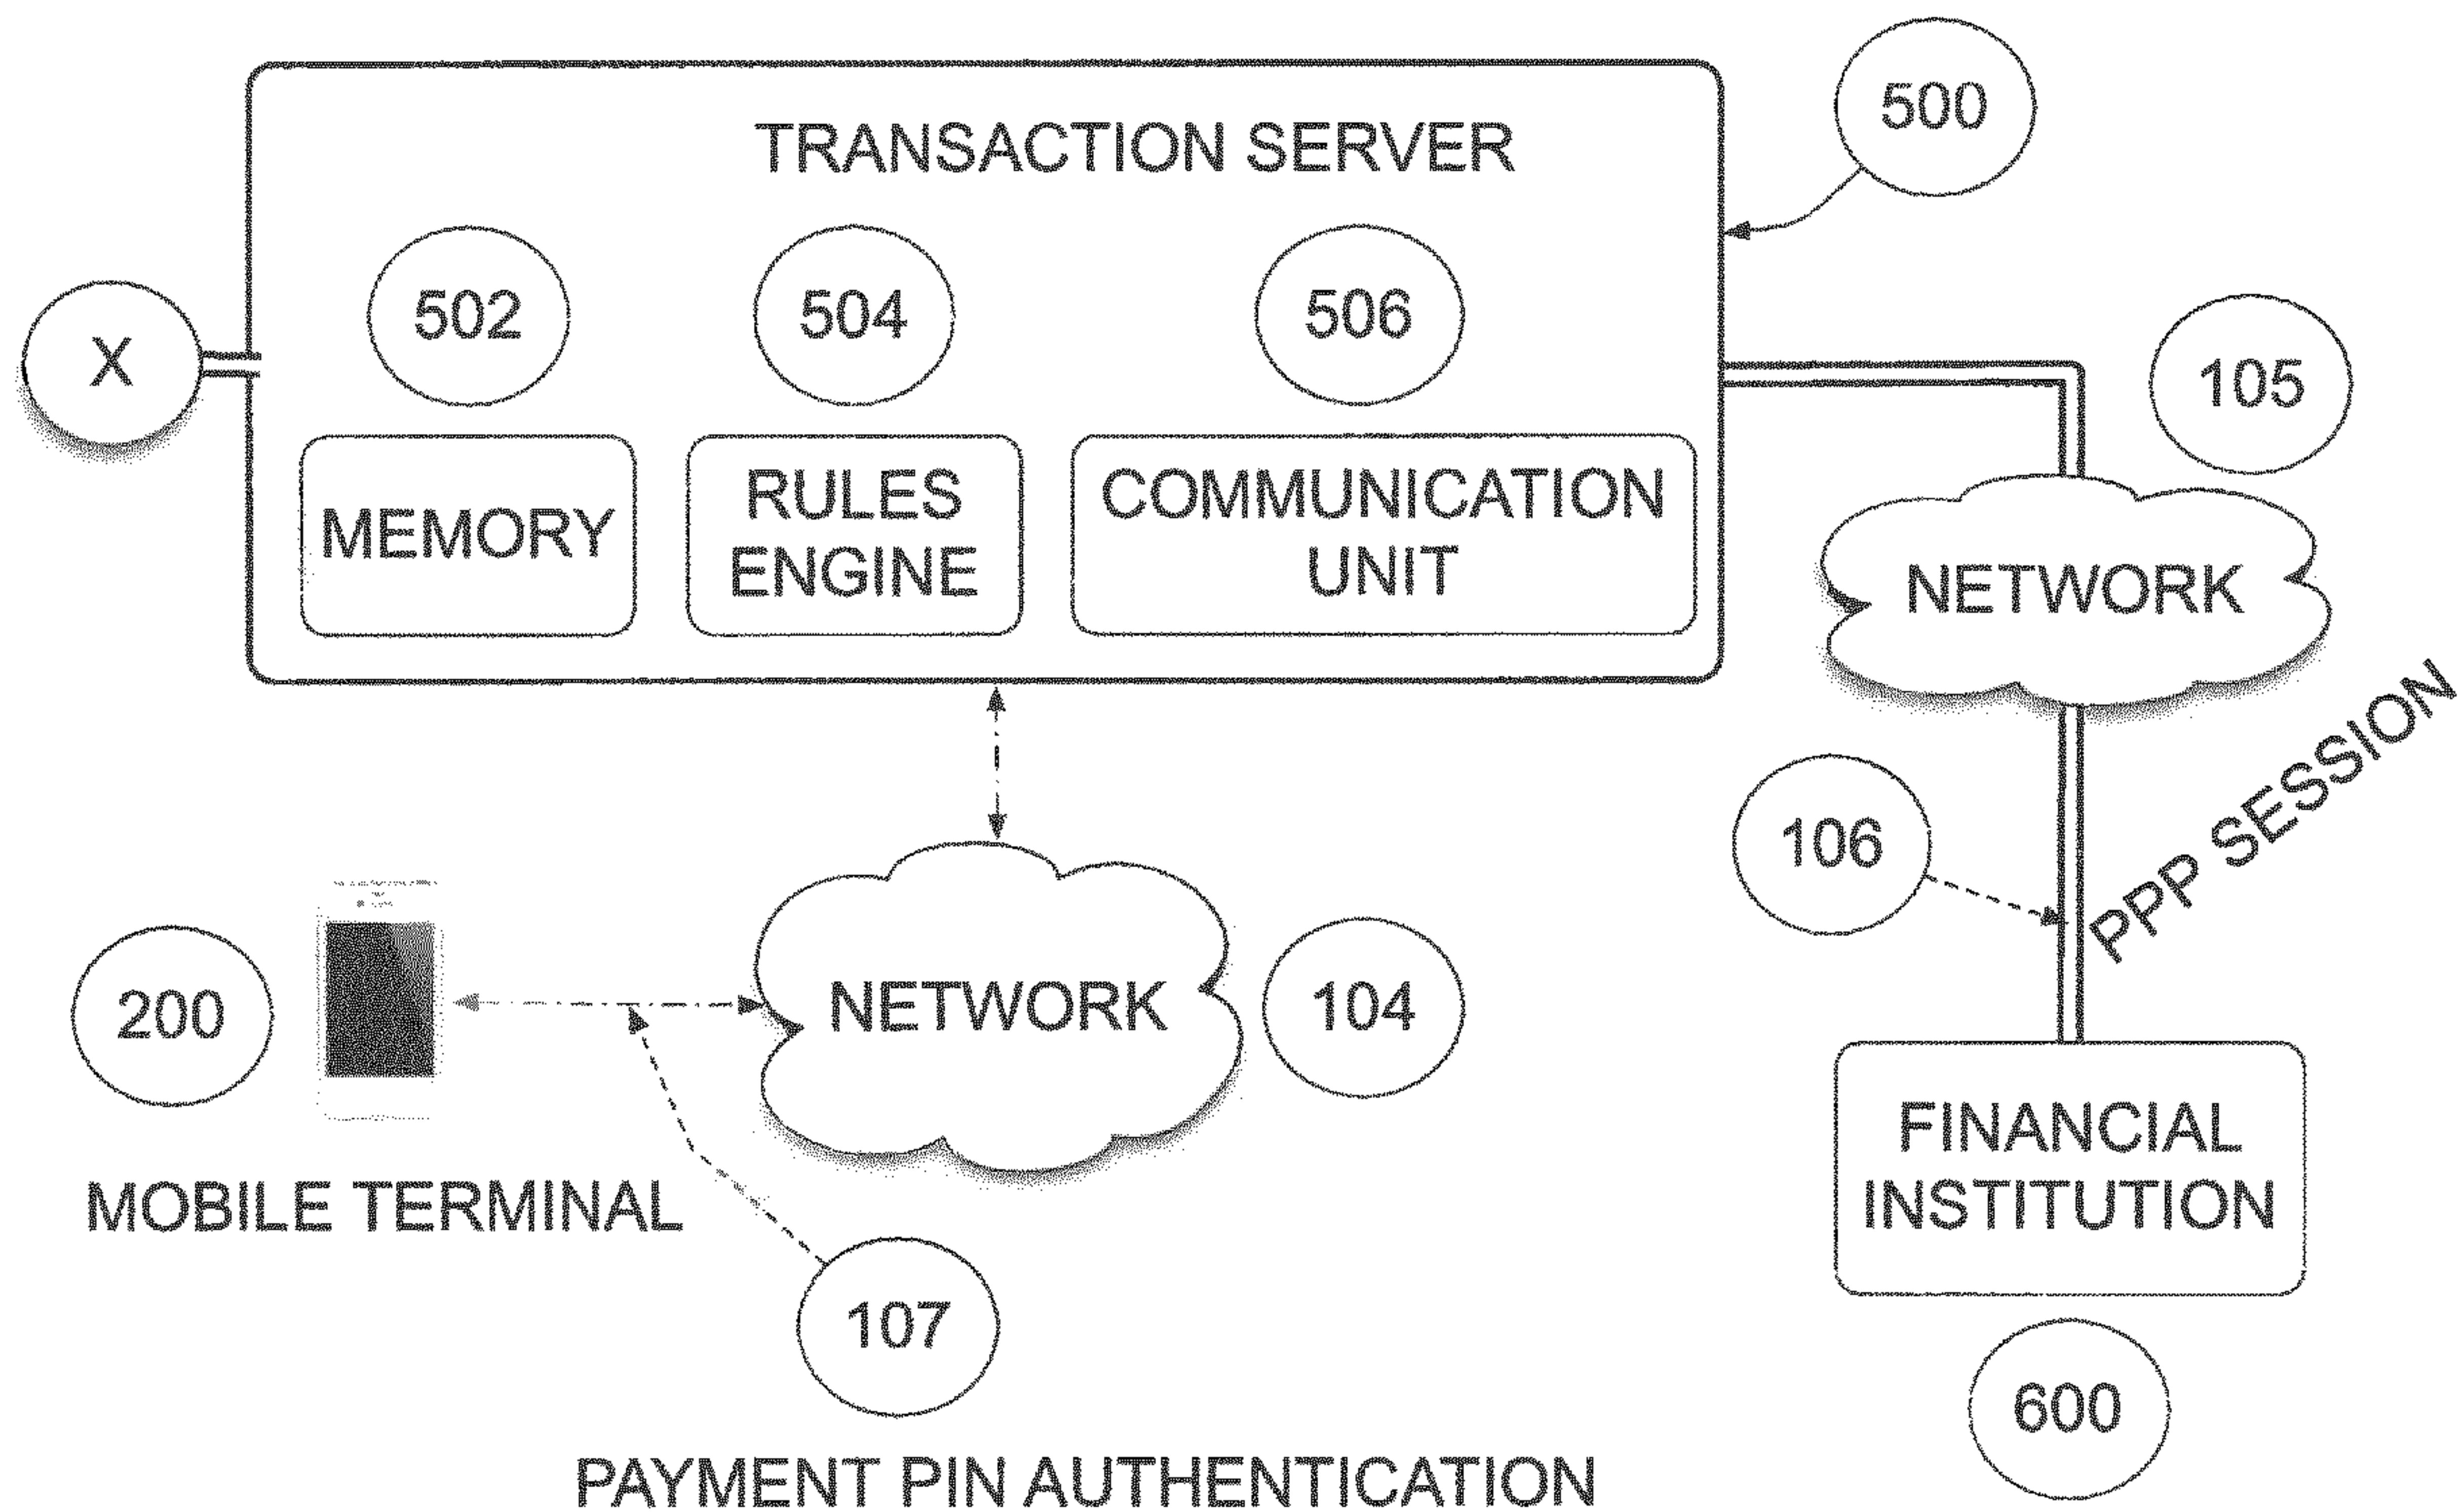 500
TRANSACTION SERVER
502
504
506
X
105
MEMORY
RULES
ENGINE
COMMUNICATION
UNIT
NETWORK
106
PPP SESSION
200
NETWORK
104
MOBILE TERMINAL
FINANCIAL
INSTITUTION
107
600
PAYMENT PIN AUTHENTICATION